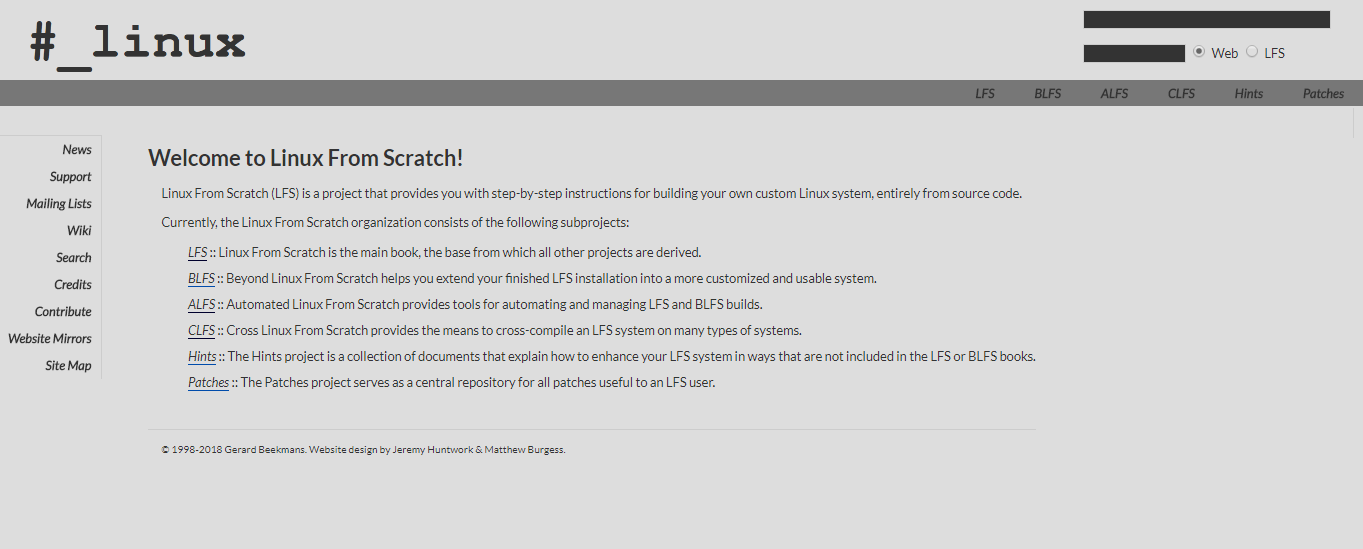 #_linux
Web LFS
LFS BLFS ALFS CLFS Hints Patches
News
Support
Mailing Lists
Wiki
Search
Credits
Contribute
Website Mirrors
Site Map
Welcome to Linux From Scratch!
Linux From Scratch (LFS) is a project that provides you with step-by-step instructions for building your own custom Linux system, entirely from source code.
Currently, the Linux From Scratch organization consists of the following subprojects:
LFS :: Linux From Scratch is the main book, the base from which all other projects are derived.
BLFS :: Beyond Linux From Scratch helps you extend your finished LFS installation into a more customized and usable system.
ALFS :: Automated Linux From Scratch provides tools for automating and managing LFS and BLFS builds.
CLFS :: Cross Linux From Scratch provides the means to cross-compile an LFS system on many types of systems.
Hints :: The Hints project is a collection of documents that explain how to enhance your LFS system in ways that are not included in the LFS or BLFS books.
Patches :: The Patches project serves as a central repository for all patches useful to an LFS user.
© 1998-2018 Gerard Beekmans. Website design by Jeremy Huntwork & Matthew Burgess.